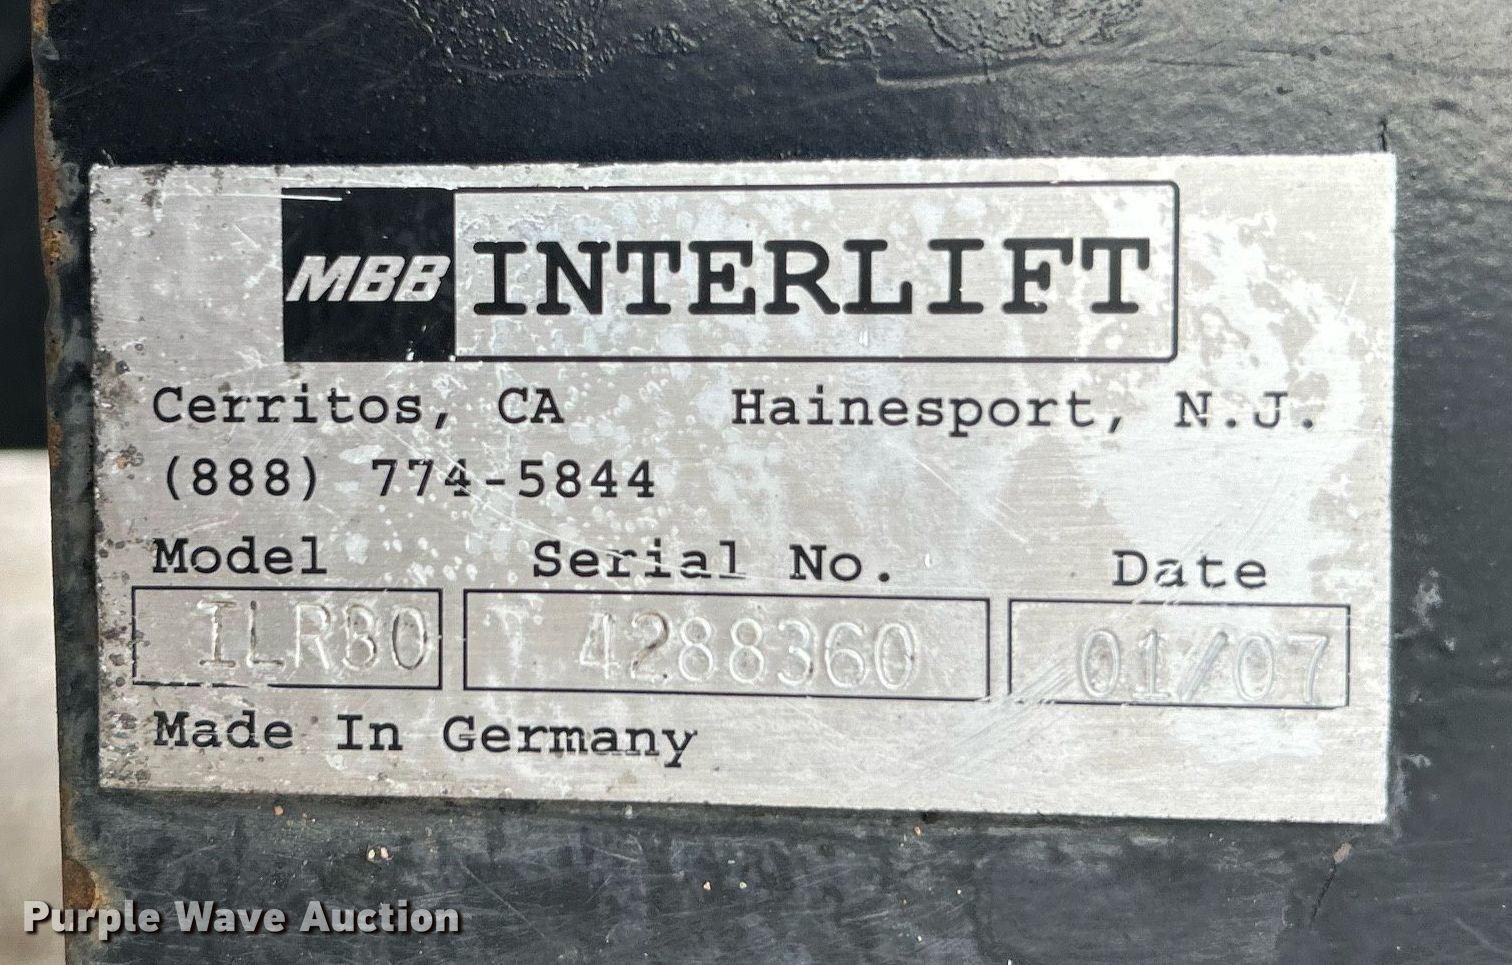 MBB INTERLIFT
Cerritos, CA Hainesport, N.J.
(888) 774-5844
Model Serial No. Date
ILR80 4288360 01/07
Made In Germany
Purple Wave Auction